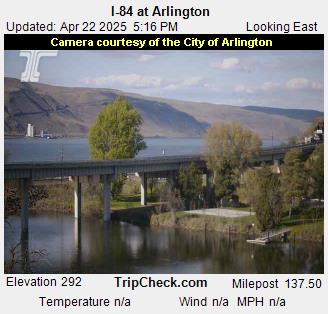 I-84 at Arlington
Updated: Apr 22 2025 5:16 PM Looking East
Camera courtesy of the City of Arlington
Elevation 292 TripCheck.com Milepost 137.50
Temperature n/a Wind n/a MPH n/a